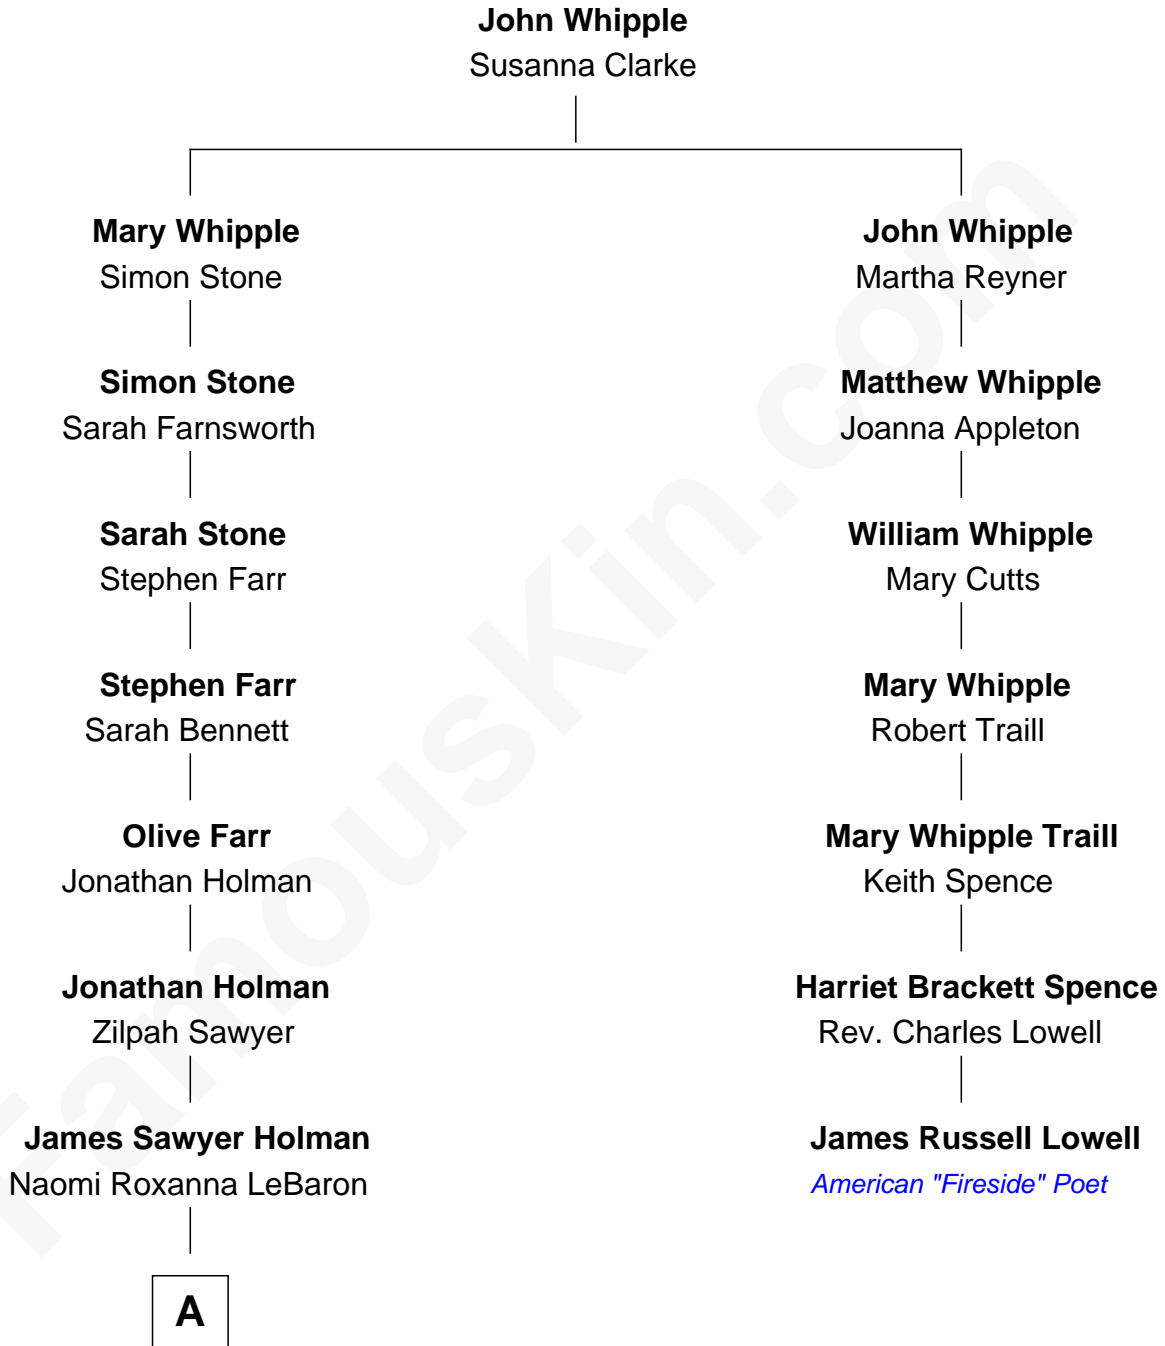 John Whipple
Susanna Clarke
Mary Whipple
Simon Stone
Simon Stone
Sarah Farnsworth
Sarah Stone
Stephen Farr
Stephen Farr
Sarah Bennett
Olive Farr
Jonathan Holman
Jonathan Holman
Zilpah Sawyer
James Sawyer Holman
Naomi Roxanna LeBaron
A
John Whipple
Martha Reyner
Matthew Whipple
Joanna Appleton
William Whipple
Mary Cutts
Mary Whipple
Robert Traill
Mary Whipple Traill
Keith Spence
Harriet Brackett Spence
Rev. Charles Lowell
James Russell Lowell
American "Fireside" Poet
FamousKin.com